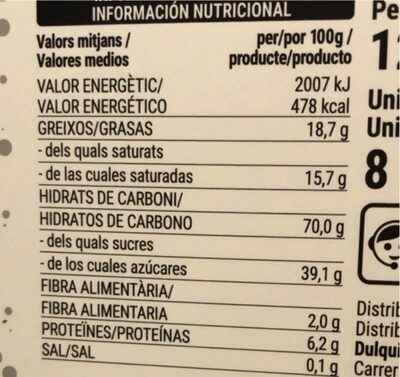 INFORMACIÓN NUTRICIONAL
Valors mitjans / per/por 100g /
Valores medios producte/producto
VALOR ENERGÈTIC/ 2007 kJ
VALOR ENERGÉTICO 478 kcal
GREIXOS/GRASAS 18,7 g
- dels quals saturats
- de las cuales saturadas 15,7 g
HIDRATS DE CARBONI/
HIDRATOS DE CARBONO 70,0 g
- dels quals sucres
- de los cuales azúcares 39,1 g
FIBRA ALIMENTÀRIA/
FIBRA ALIMENTARIA 2,0 g
PROTEÏNES/PROTEÍNAS 6,2 g
SAL/SAL 0,1 g
Pe
Uni
Uni
8
Distrib
Distrib
Dulqui
Carrer